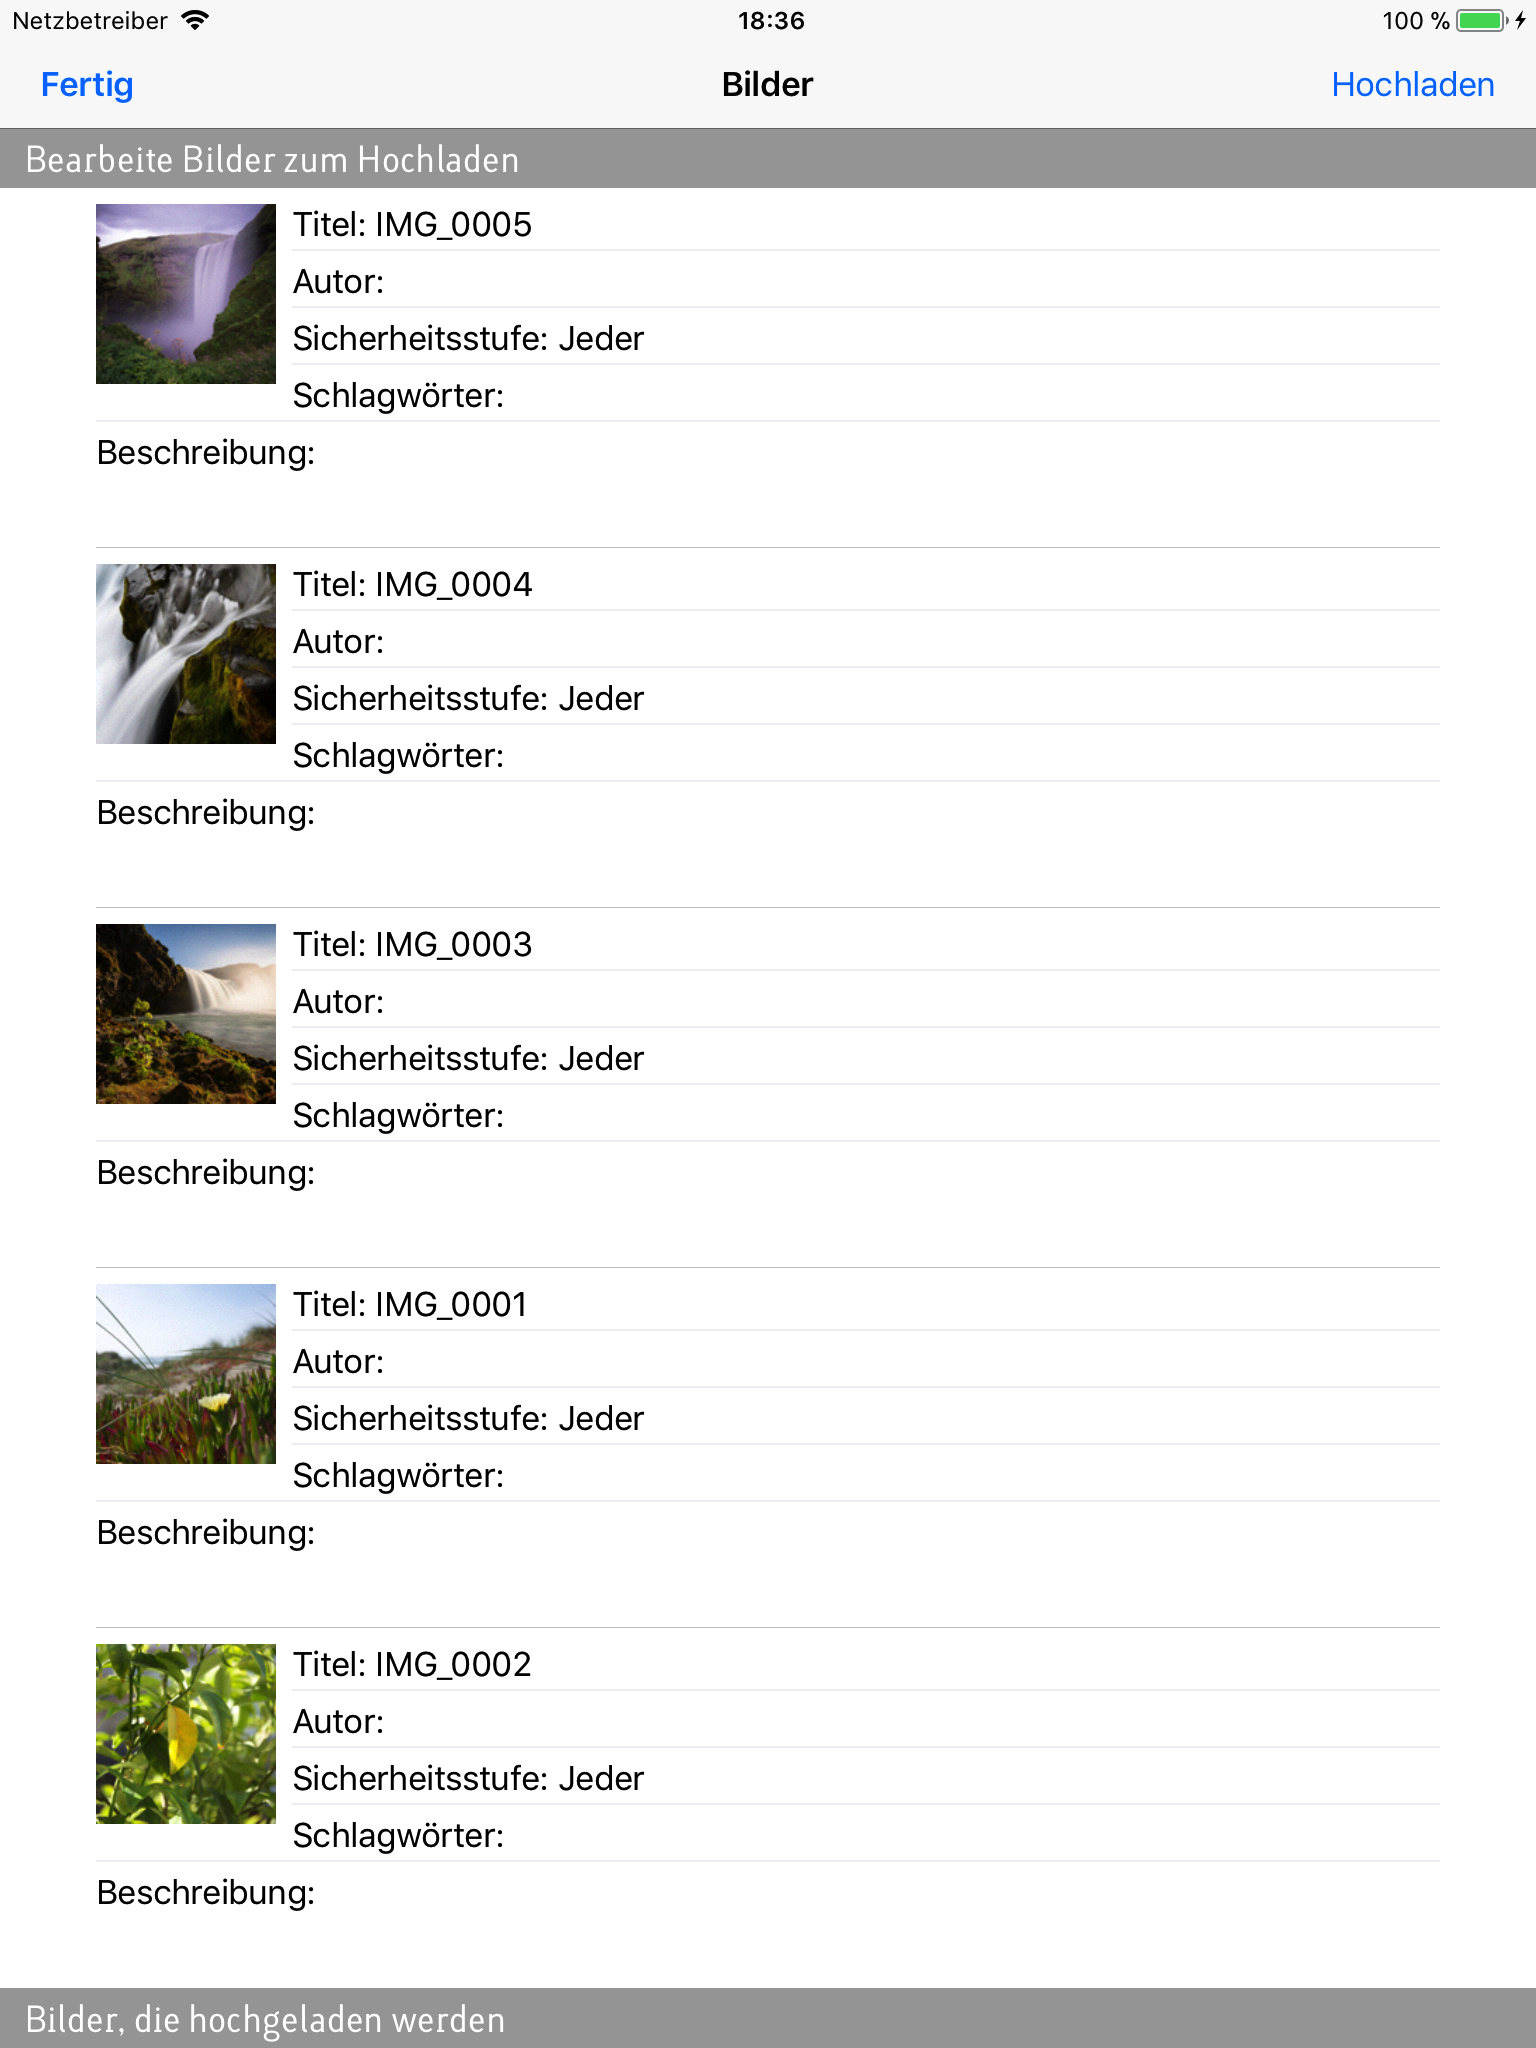 Netzbetreiber 18:36 100 %
Fertig Bilder Hochladen
Bearbeite Bilder zum Hochladen
Titel: IMG_0005
Autor:
Sicherheitsstufe: Jeder
Schlagwörter:
Beschreibung:
Titel: IMG_0004
Autor:
Sicherheitsstufe: Jeder
Schlagwörter:
Beschreibung:
Titel: IMG_0003
Autor:
Sicherheitsstufe: Jeder
Schlagwörter:
Beschreibung:
Titel: IMG_0001
Autor:
Sicherheitsstufe: Jeder
Schlagwörter:
Beschreibung:
Titel: IMG_0002
Autor:
Sicherheitsstufe: Jeder
Schlagwörter:
Beschreibung:
Bilder, die hochgeladen werden